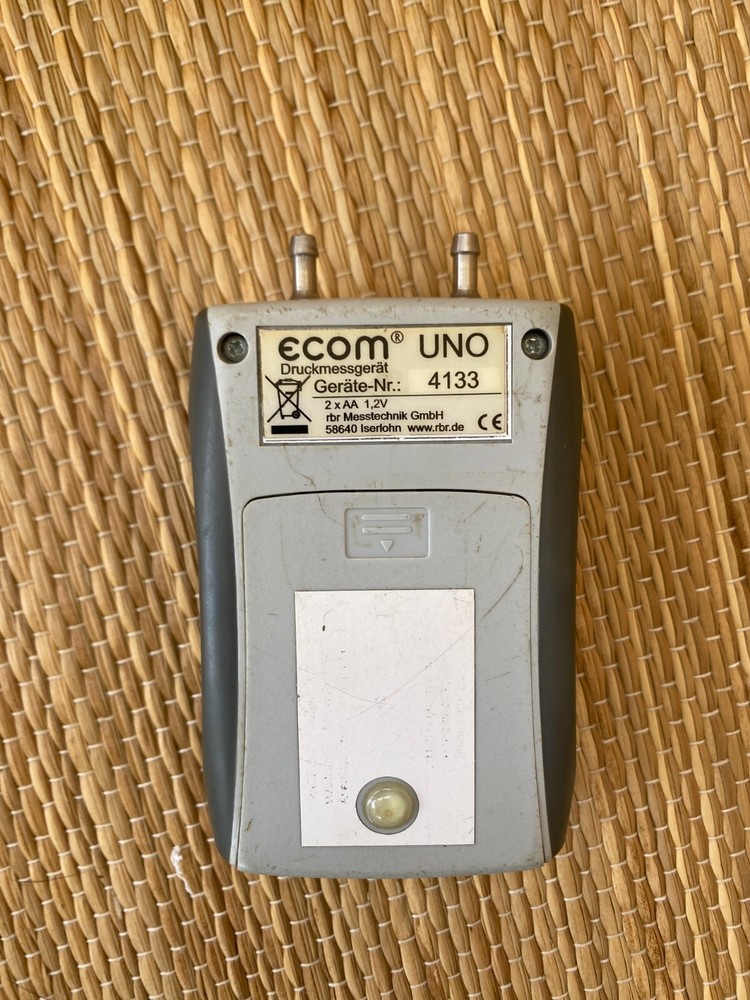 ecom® UNO
Druckmessgerät
Geräte-Nr.: 4133
2 x AA 1,2V
rbr Messtechnik GmbH
58640 Iserlohn www.rbr.de CE